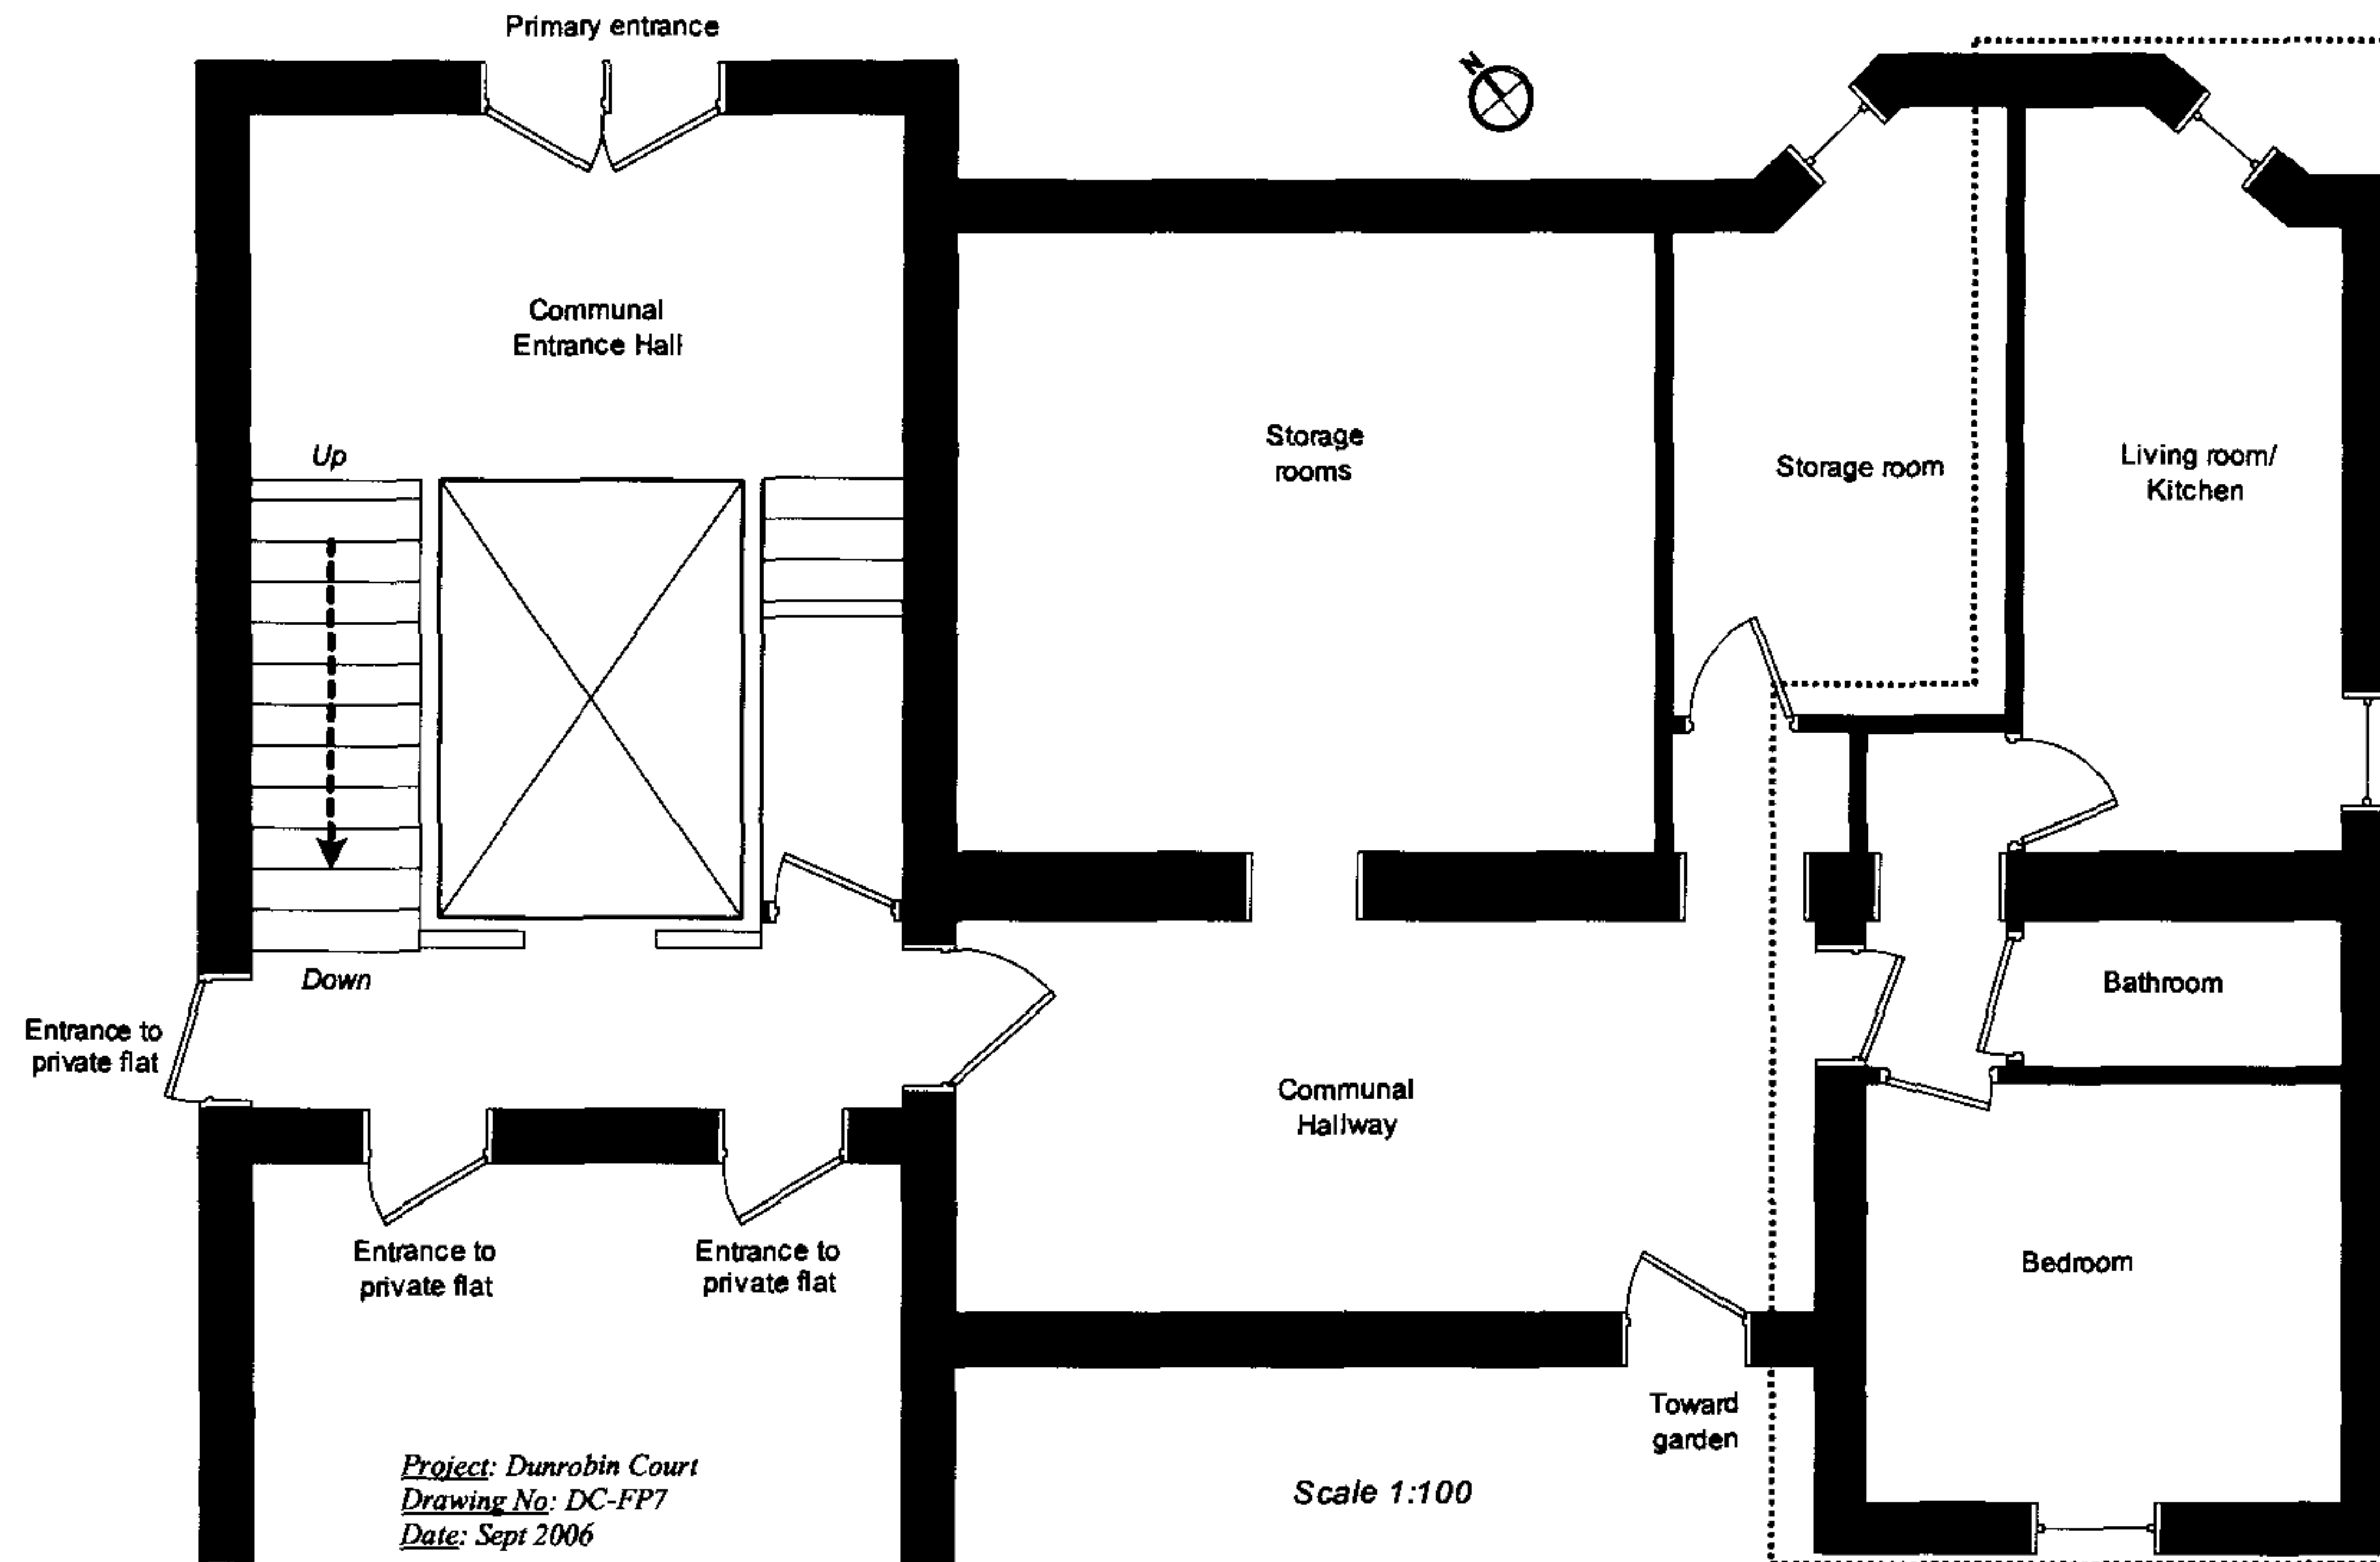 Primary entrance
N
Communal
Entrance Hall
Up
Storage
rooms
Storage room
Living room/
Kitchen
Down
Entrance to
private flat
Bathroom
Communal
Hallway
Entrance to
private flat
Entrance to
private flat
Bedroom
Toward
garden
Project: Dunrobin Court
Drawing No: DC-FP7
Date: Sept 2006
Scale 1:100